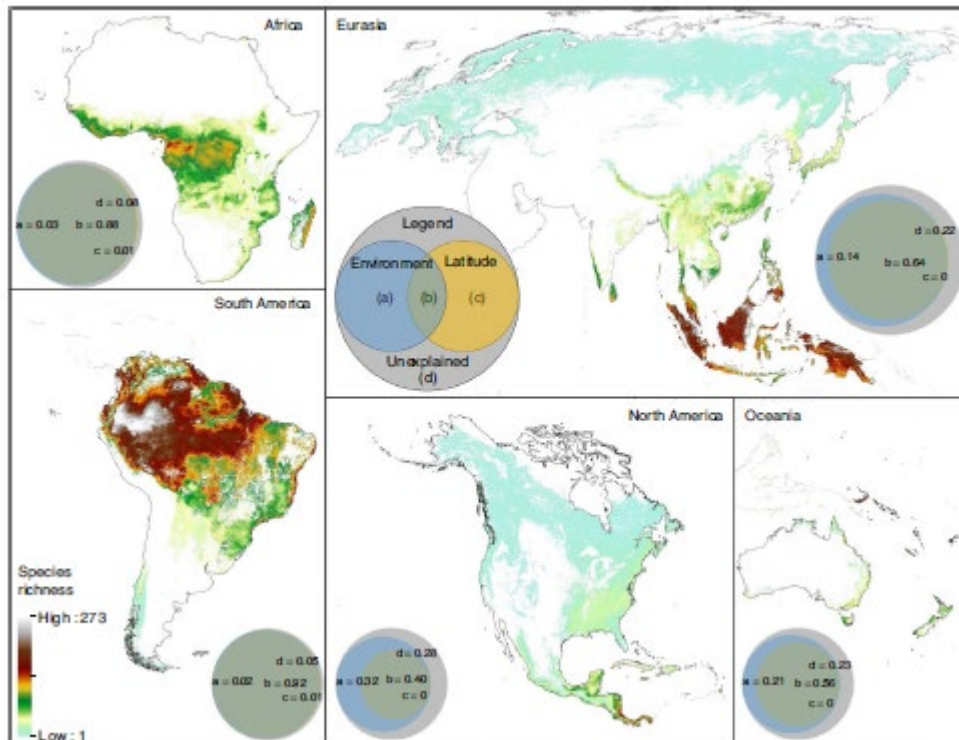 Africa
d = 0.08
a = 0.03 b = 0.88
c = 0.01
Eurasia
Legend
Environment Latitude
(a) (b) (c)
Unexplained
(d)
d = 0.22
a = 0.14 b = 0.64
c = 0
South America
Species
richness
High : 273
Low : 1
d = 0.05
a = 0.02 b = 0.92
c = 0.01
North America
d = 0.28
a = 0.32 b = 0.40
c = 0
Oceania
d = 0.23
a = 0.21 b = 0.56
c = 0